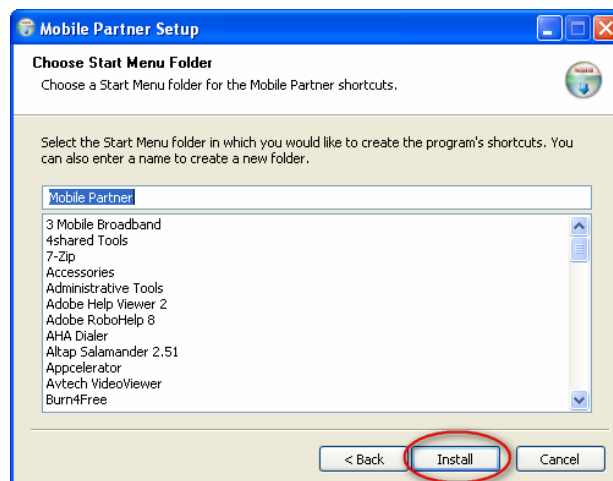 Mobile Partner Setup
Choose Start Menu Folder
Choose a Start Menu folder for the Mobile Partner shortcuts.
Select the Start Menu folder in which you would like to create the program's shortcuts. You
can also enter a name to create a new folder.
Mobile Partner
3 Mobile Broadband
4shared Tools
7-Zip
Accessories
Administrative Tools
Adobe Help Viewer 2
Adobe RoboHelp 8
AHA Dialer
Altap Salamander 2.51
Appcelerator
Avtech VideoViewer
Burn4Free
< Back Install Cancel